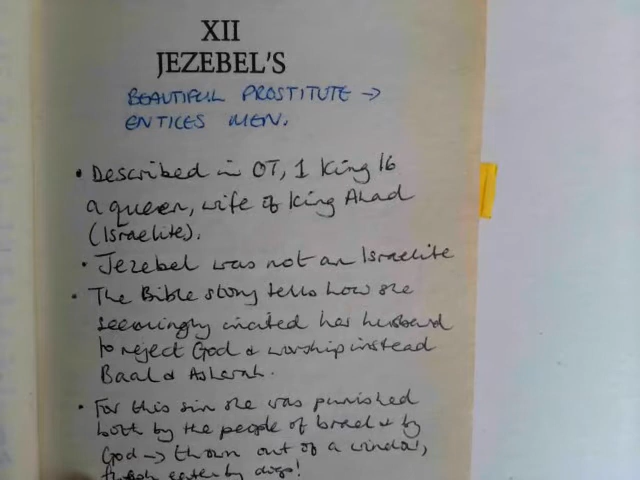 XII
JEZEBEL'S
BEAUTIFUL PROSTITUTE →
ENTICES MEN.
• Described in OT, 1 King 16
a queen, wife of King Ahad
(Israelite).
• Jezebel was not an Israelite
• The Bible story tells how she
seemingly incited her husband
to reject God & worship instead
Baal & Asherah.
• For this sin she was punished
both by the people of Israel & by
God → thrown out of a window,
flesh eaten by dogs!